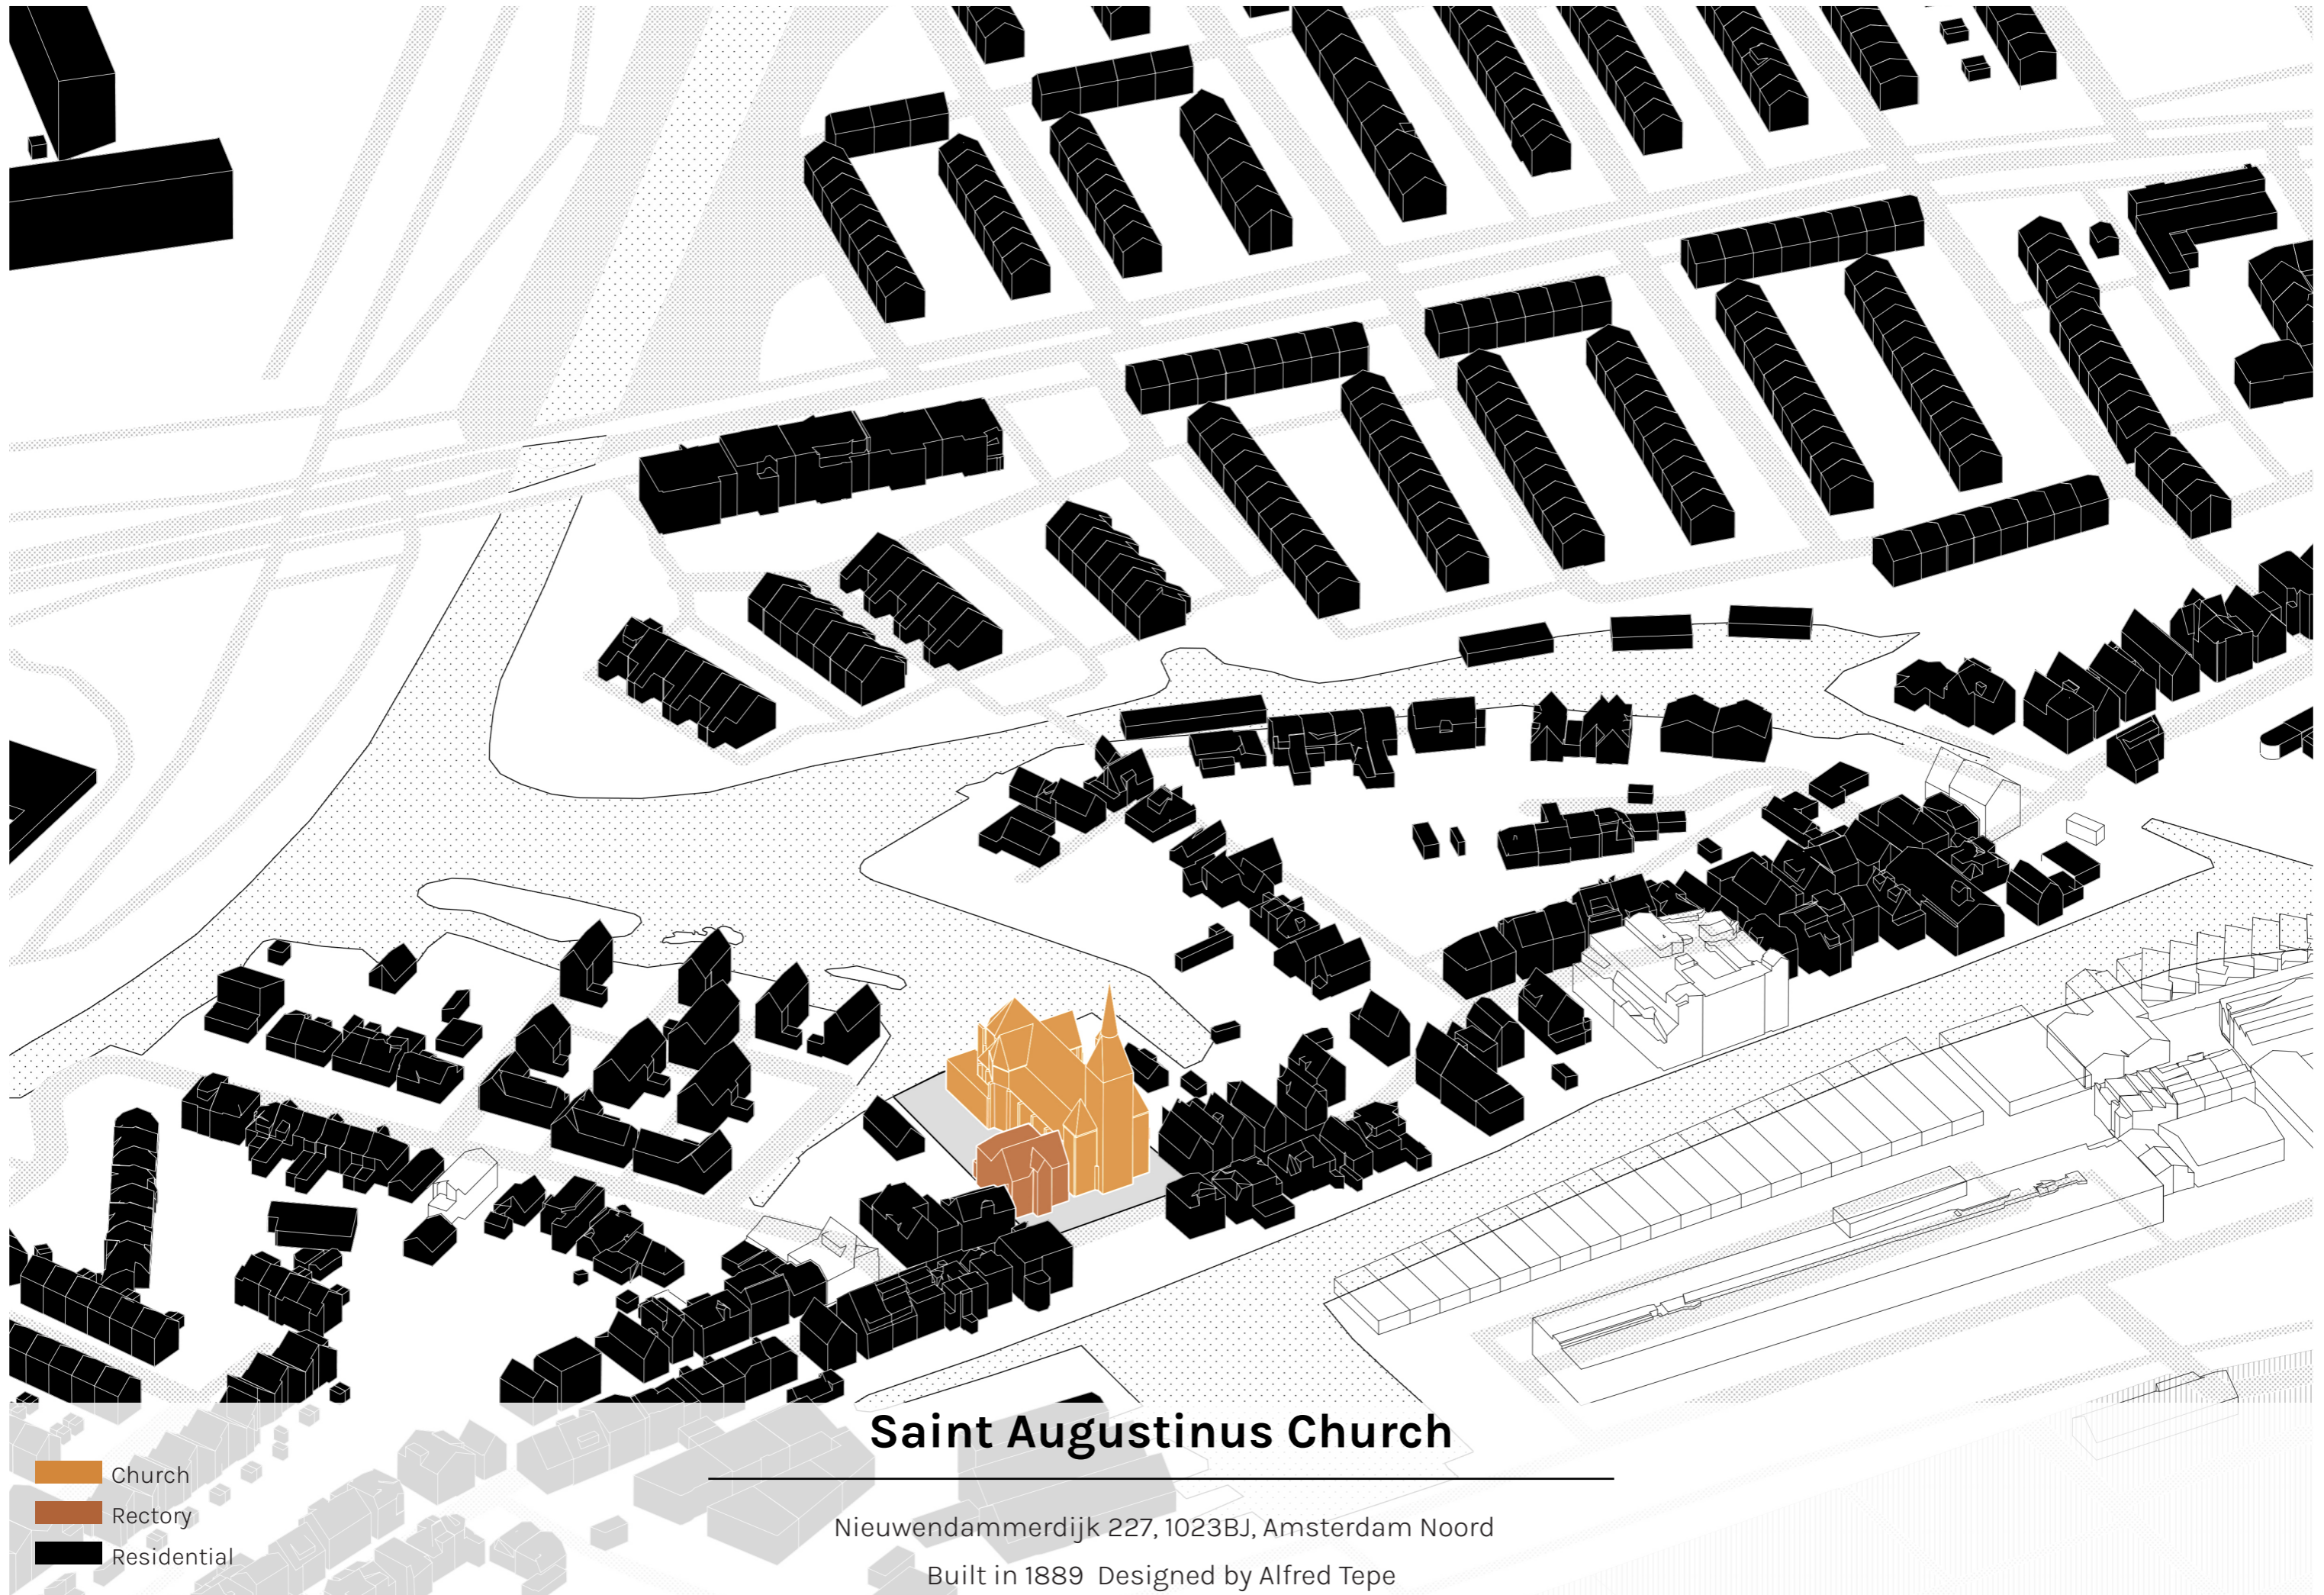 Saint Augustinus Church
Church
Rectory
Residential
Nieuwendammerdijk 227, 1023BJ, Amsterdam Noord
Built in 1889 Designed by Alfred Tepe